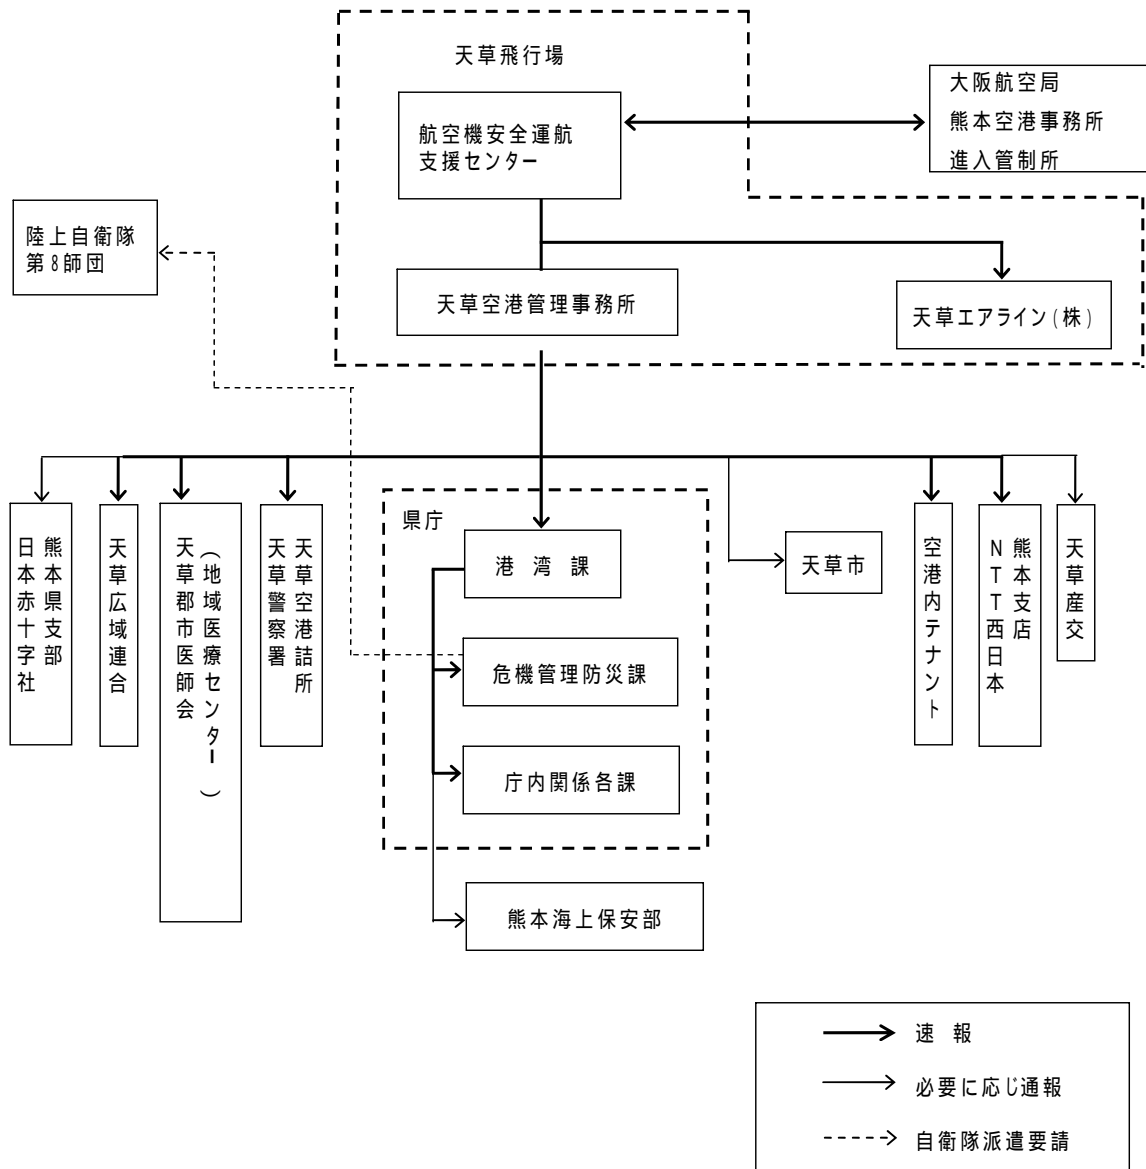 天草飛行場
航空機安全運航
支援センター
大阪航空局
熊本空港事務所
進入管制所
陸上自衛隊
第8師団
天草空港管理事務所
天草エアライン(株)
熊本県支部
日本赤十字社
天草広域連合
(地域医療センター)
天草郡市医師会
天草空港詰所
天草警察署
県庁
港湾課
危機管理防災課
庁内関係各課
熊本海上保安部
天草市
空港内テナント
熊本支店
NTT西日本
天草産交
速報
必要に応じ通報
自衛隊派遣要請